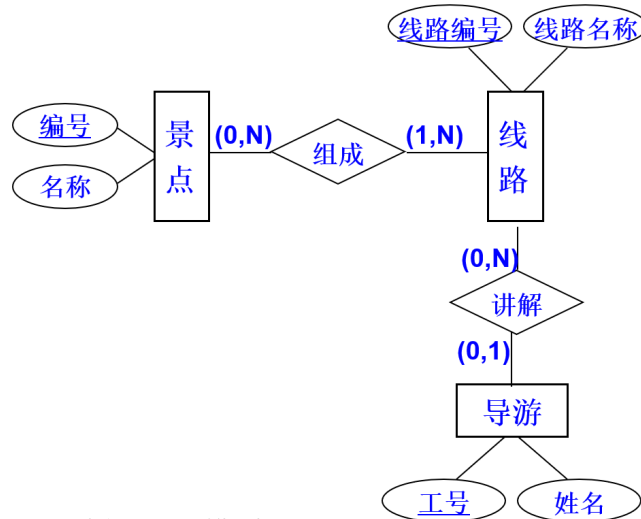 线路编号
线路名称
编号
名称
景点
(0,N)
组成
(1,N)
线路
(0,N)
讲解
(0,1)
导游
工号
姓名